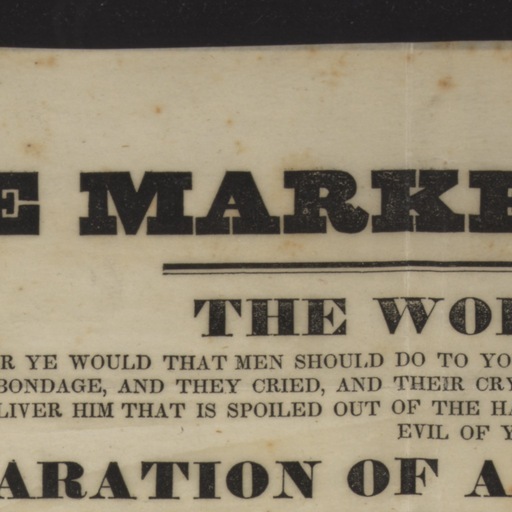 E MARKE
THE WO
R YE WOULD THAT MEN SHOULD DO TO YO
BONDAGE, AND THEY CRIED, AND THEIR CRY
LIVER HIM THAT IS SPOILED OUT OF THE HA
EVIL OF Y
ARATION OF A